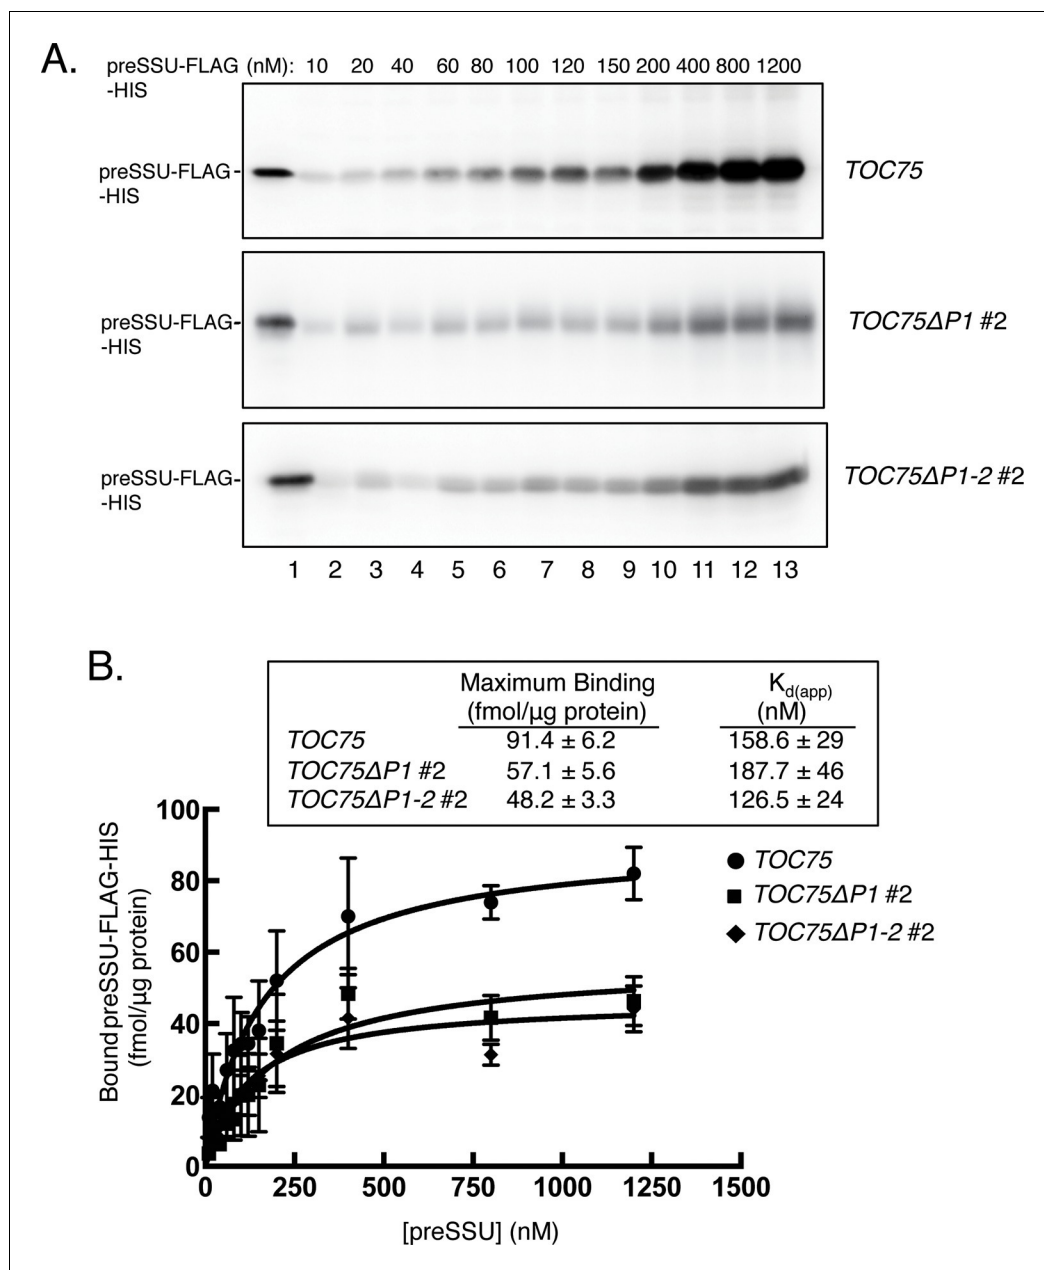 A.
preSSU-FLAG (nM): 10 20 40 60 80 100 120 150 200 400 800 1200
-HIS
preSSU-FLAG-
-HIS
TOC75
preSSU-FLAG-
-HIS
TOC75ΔP1 #2
preSSU-FLAG-
-HIS
TOC75ΔP1-2 #2
1 2 3 4 5 6 7 8 9 10 11 12 13
B.
Maximum Binding Kd(app)
(fmol/µg protein) (nM)
TOC75 91.4 ± 6.2 158.6 ± 29
TOC75ΔP1 #2 57.1 ± 5.6 187.7 ± 46
TOC75ΔP1-2 #2 48.2 ± 3.3 126.5 ± 24
Bound preSSU-FLAG-HIS
(fmol/µg protein)
100
80
60
40
20
0
TOC75
TOC75ΔP1 #2
TOC75ΔP1-2 #2
0 250 500 750 1000 1250 1500
[preSSU] (nM)